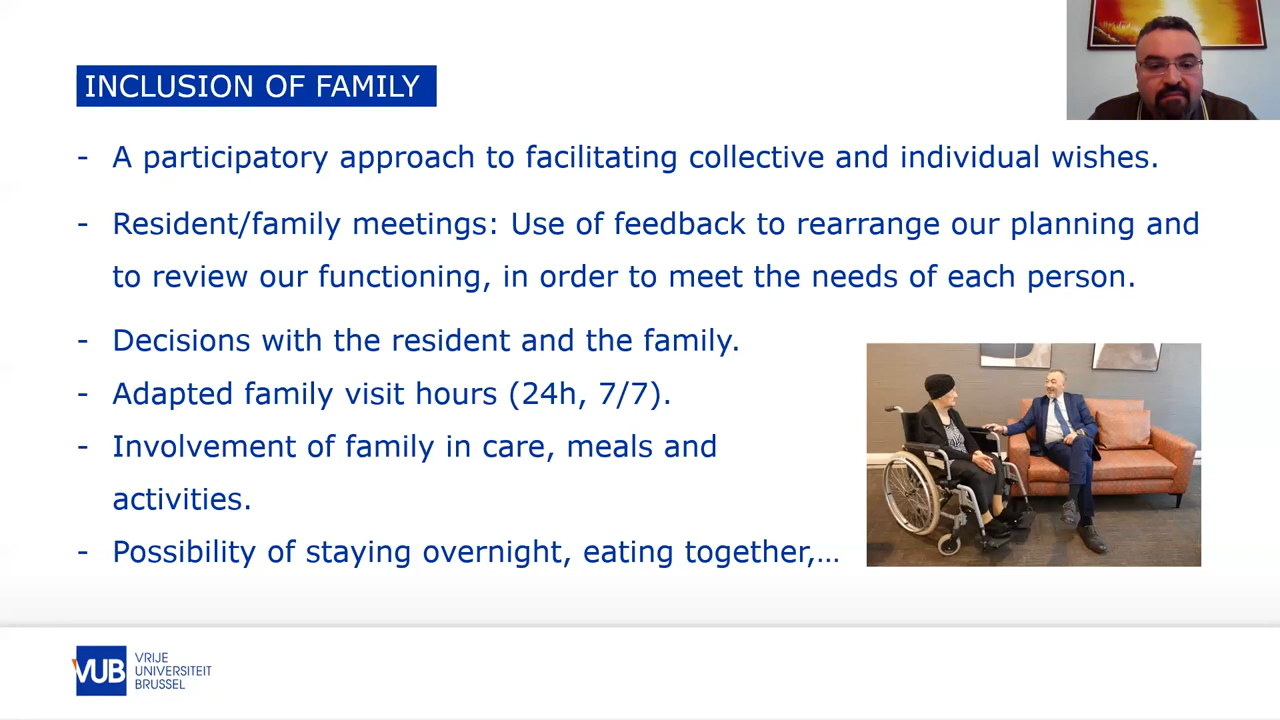 INCLUSION OF FAMILY
- A participatory approach to facilitating collective and individual wishes.
- Resident/family meetings: Use of feedback to rearrange our planning and
to review our functioning, in order to meet the needs of each person.
- Decisions with the resident and the family.
- Adapted family visit hours (24h, 7/7).
- Involvement of family in care, meals and
activities.
- Possibility of staying overnight, eating together,…
VUB
VRIJE
UNIVERSITEIT
BRUSSEL